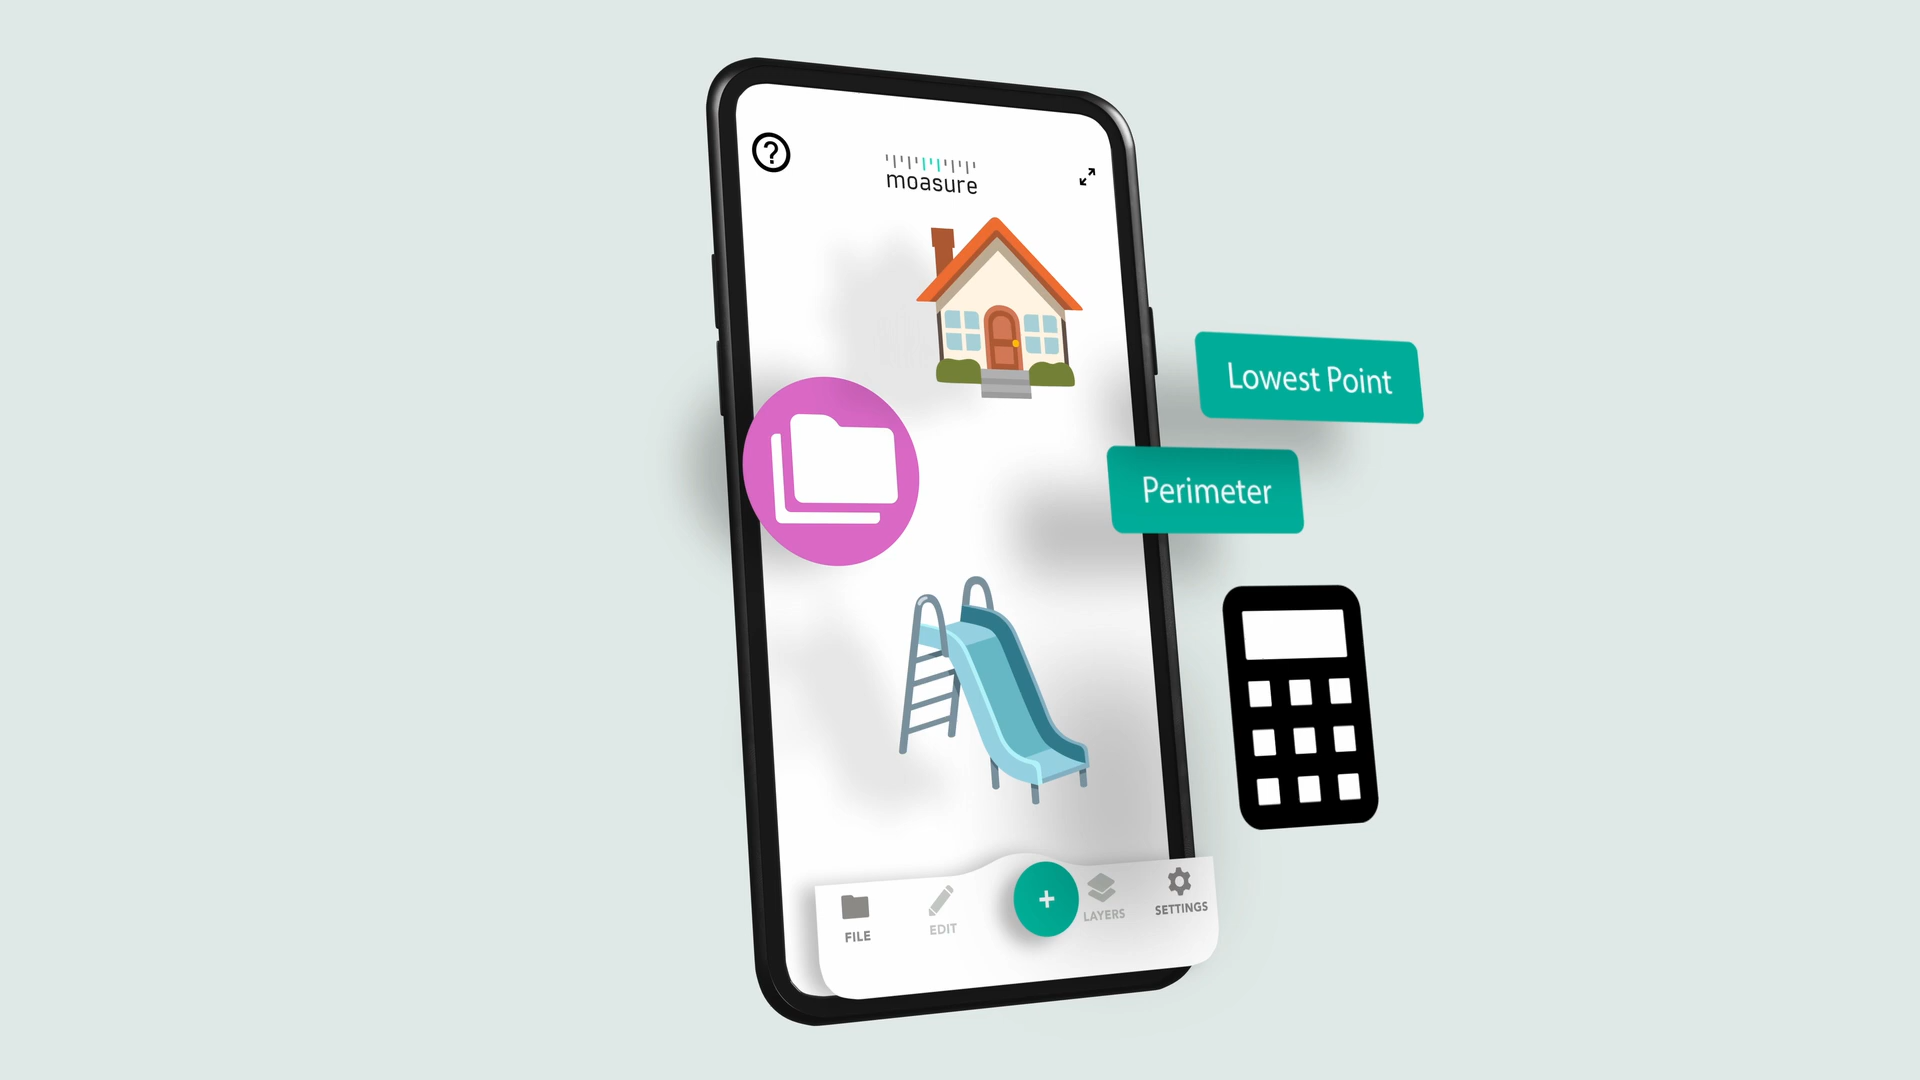 ?
moasure
Lowest Point
Perimeter
+
FILE
EDIT
LAYERS
SETTINGS